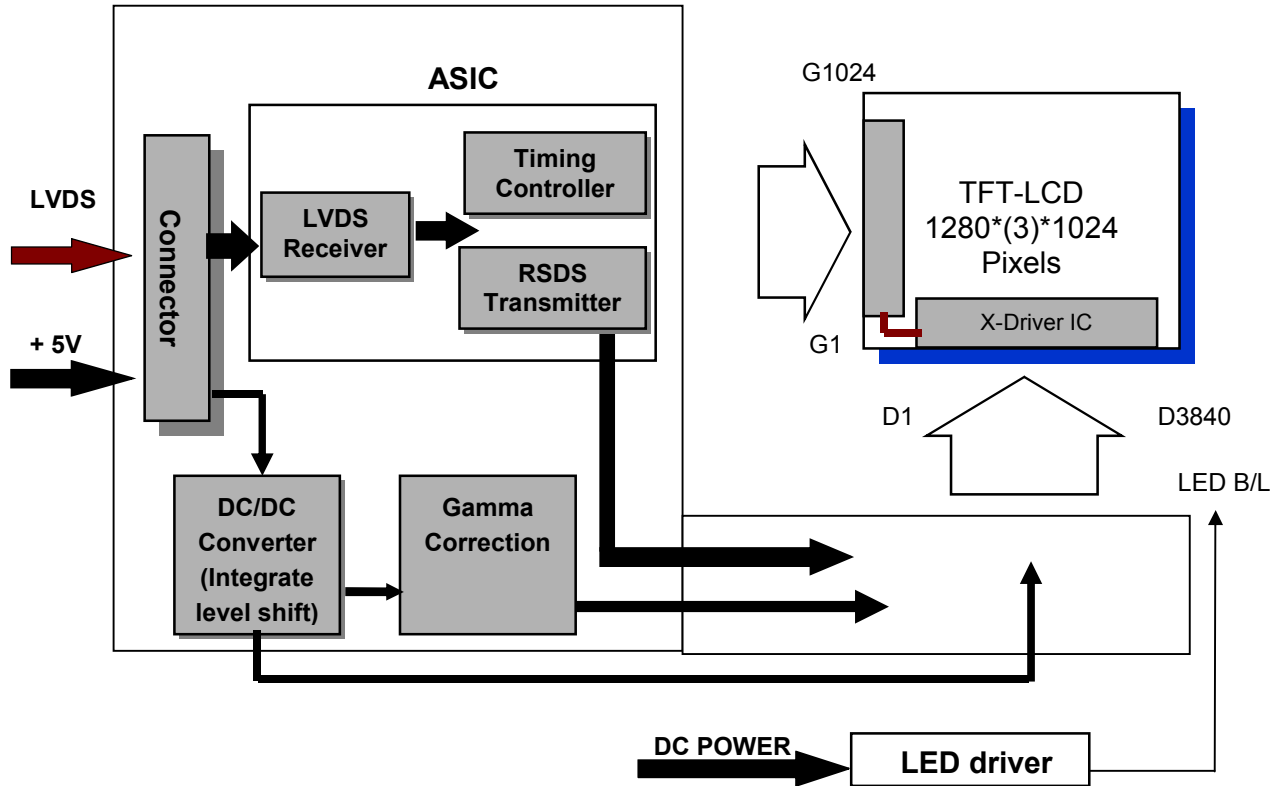 ASIC
LVDS
+ 5V
Connector
LVDS
Receiver
Timing
Controller
RSDS
Transmitter
DC/DC
Converter
(Integrate
level shift)
Gamma
Correction
G1024
TFT-LCD
1280*(3)*1024
Pixels
X-Driver IC
G1
D1
D3840
LED B/L
DC POWER
LED driver